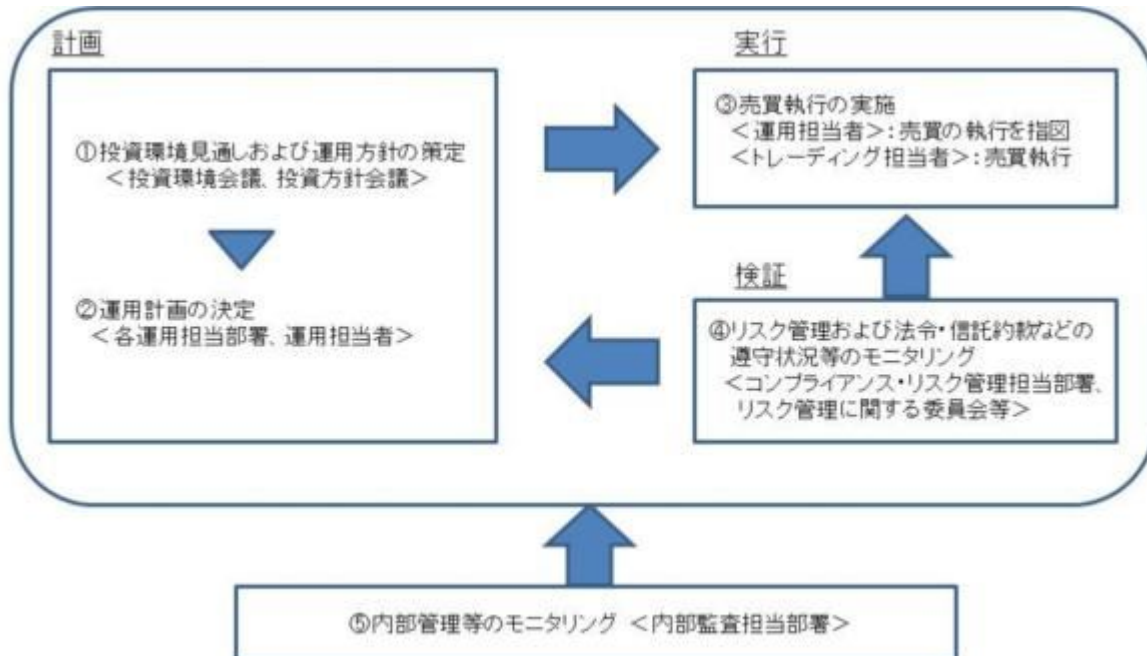 計画
①投資環境見通しおよび運用方針の策定
<投資環境会議、投資方針会議>
②運用計画の決定
<各運用担当部署、運用担当者>
実行
③売買執行の実施
<運用担当者>:売買の執行を指図
<トレーディング担当者>:売買執行
検証
④リスク管理および法令・信託約款などの
遵守状況等のモニタリング
<コンプライアンス・リスク管理担当部署、
リスク管理に関する委員会等>
⑤内部管理等のモニタリング <内部監査担当部署>